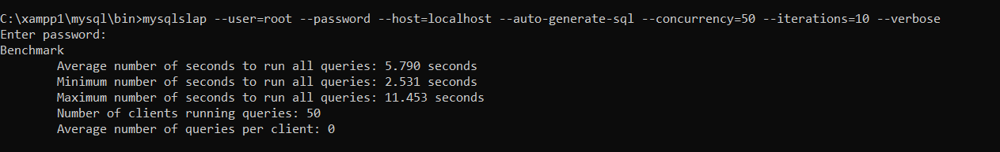 C:\xampp1\mysql\bin>mysqlslap --user=root --password --host=localhost --auto-generate-sql --concurrency=50 --iterations=10 --verbose
Enter password:
Benchmark
Average number of seconds to run all queries: 5.790 seconds
Minimum number of seconds to run all queries: 2.531 seconds
Maximum number of seconds to run all queries: 11.453 seconds
Number of clients running queries: 50
Average number of queries per client: 0